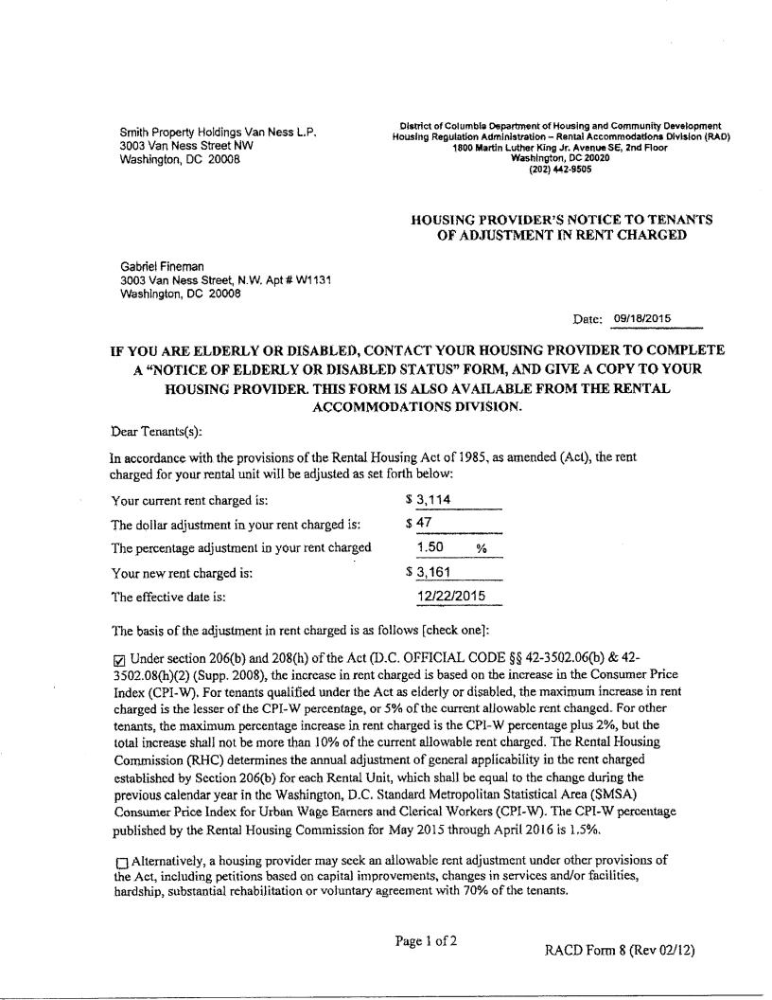 Smith Property Holdings Van Ness L.P.
3003 Van Ness Street NW
Washington, DC 20008
District of Columbia Department of Housing and Community Development
Housing Regulation Administration – Rental Accommodations Division (RAD)
1800 Martin Luther King Jr. Avenue SE, 2nd Floor
Washington, DC 20020
(202) 442-9505
HOUSING PROVIDER'S NOTICE TO TENANTS
OF ADJUSTMENT IN RENT CHARGED
Gabriel Fineman
3003 Van Ness Street, N.W. Apt # W1131
Washington, DC 20008
Date: 09/18/2015
IF YOU ARE ELDERLY OR DISABLED, CONTACT YOUR HOUSING PROVIDER TO COMPLETE
A “NOTICE OF ELDERLY OR DISABLED STATUS” FORM, AND GIVE A COPY TO YOUR
HOUSING PROVIDER. THIS FORM IS ALSO AVAILABLE FROM THE RENTAL
ACCOMMODATIONS DIVISION.
Dear Tenants(s):
In accordance with the provisions of the Rental Housing Act of 1985, as amended (Act), the rent
charged for your rental unit will be adjusted as set forth below:
Your current rent charged is: $ 3,114
The dollar adjustment in your rent charged is: $ 47
The percentage adjustment in your rent charged 1.50 %
Your new rent charged is: $ 3,161
The effective date is: 12/22/2015
The basis of the adjustment in rent charged is as follows [check one]:
☑ Under section 206(b) and 208(h) of the Act (D.C. OFFICIAL CODE §§ 42-3502.06(b) & 42-
3502.08(h)(2) (Supp. 2008), the increase in rent charged is based on the increase in the Consumer Price
Index (CPI-W). For tenants qualified under the Act as elderly or disabled, the maximum increase in rent
charged is the lesser of the CPI-W percentage, or 5% of the current allowable rent changed. For other
tenants, the maximum percentage increase in rent charged is the CPI-W percentage plus 2%, but the
total increase shall not be more than 10% of the current allowable rent charged. The Rental Housing
Commission (RHC) determines the annual adjustment of general applicability in the rent charged
established by Section 206(b) for each Rental Unit, which shall be equal to the change during the
previous calendar year in the Washington, D.C. Standard Metropolitan Statistical Area (SMSA)
Consumer Price Index for Urban Wage Earners and Clerical Workers (CPI-W). The CPI-W percentage
published by the Rental Housing Commission for May 2015 through April 2016 is 1.5%.
☐ Alternatively, a housing provider may seek an allowable rent adjustment under other provisions of
the Act, including petitions based on capital improvements, changes in services and/or facilities,
hardship, substantial rehabilitation or voluntary agreement with 70% of the tenants.
Page 1 of 2
RACD Form 8 (Rev 02/12)